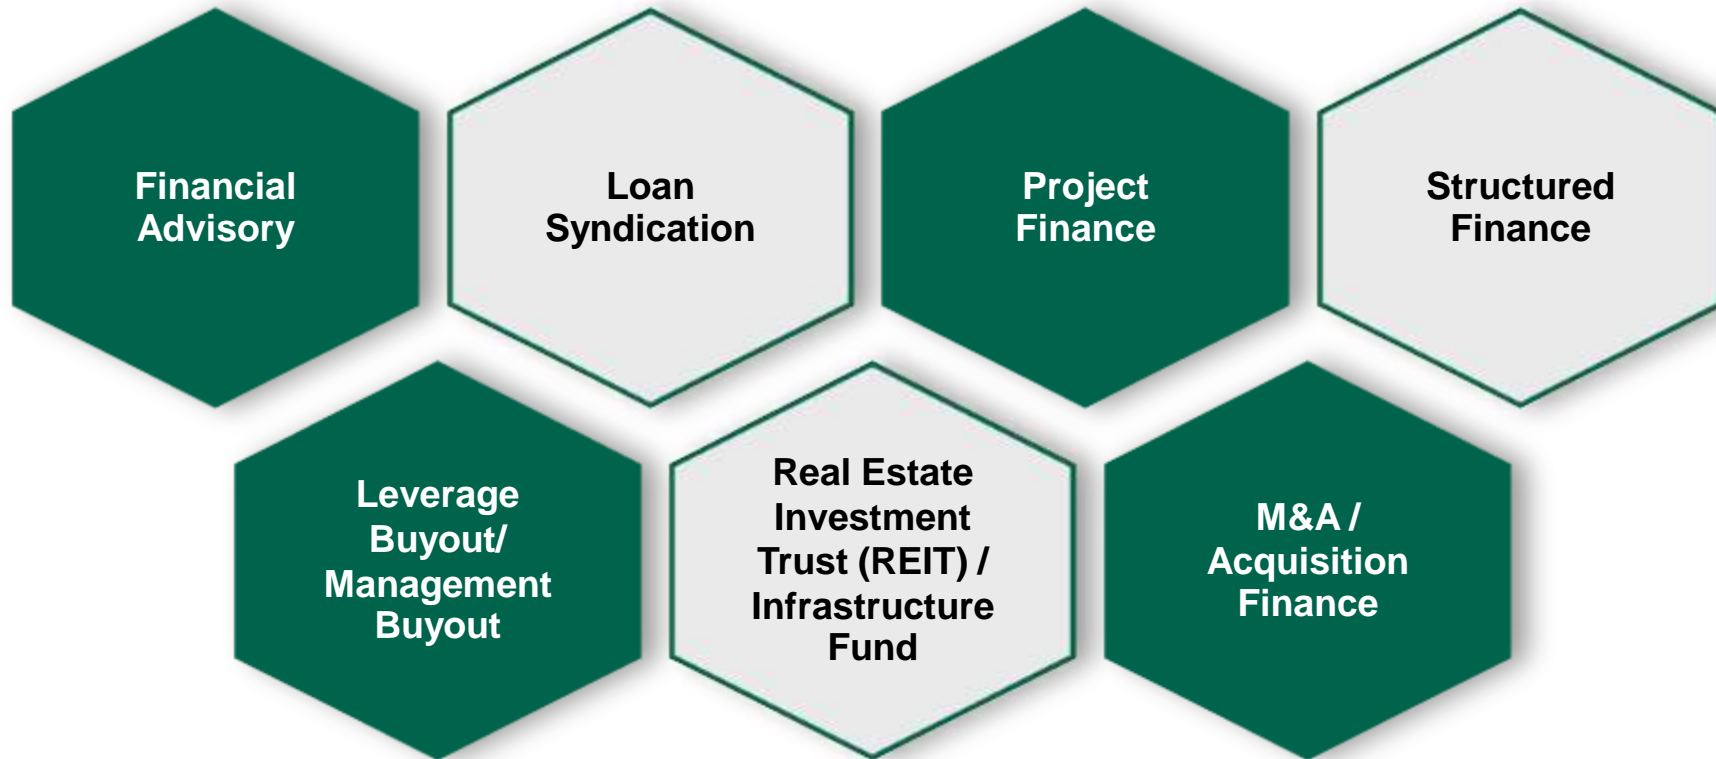 Financial
Advisory
Loan
Syndication
Project
Finance
Structured
Finance
Leverage
Buyout/
Management
Buyout
Real Estate
Investment
Trust (REIT) /
Infrastructure
Fund
M&A /
Acquisition
Finance